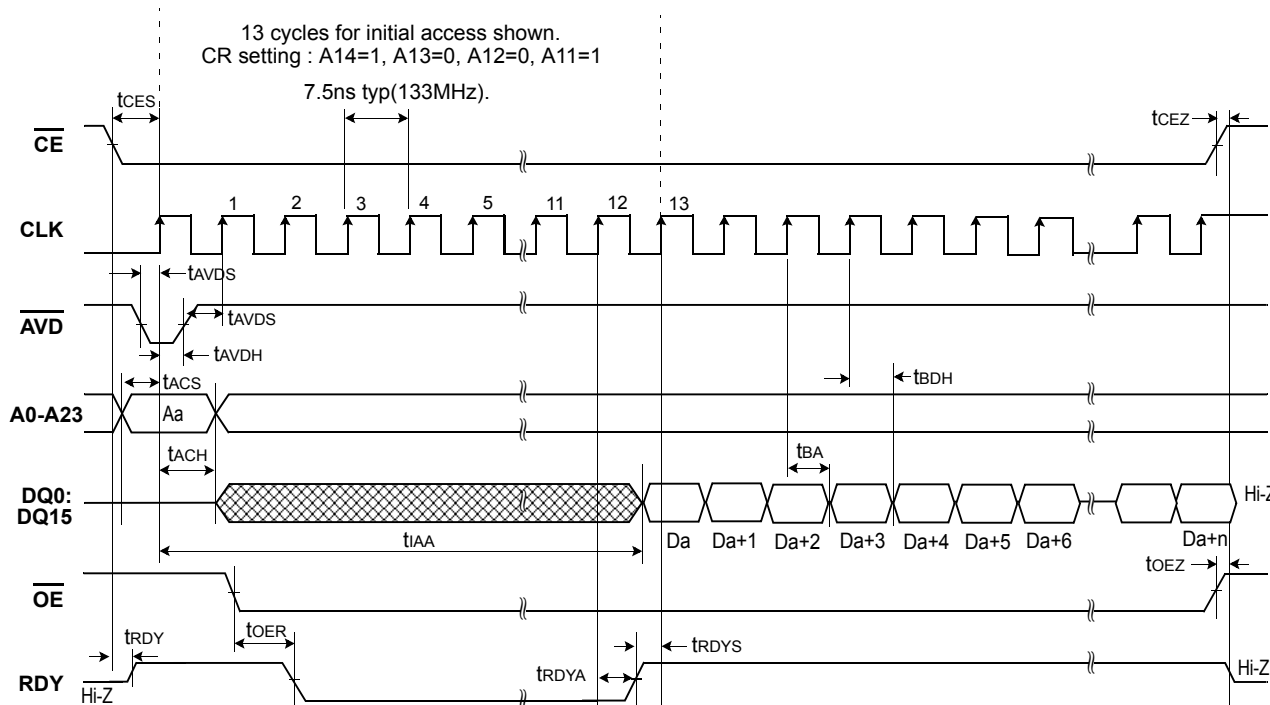 13 cycles for initial access shown.
CR setting : A14=1, A13=0, A12=0, A11=1
7.5ns typ(133MHz).
tCES
tCEZ
CE
1 2 3 4 5 11 12 13
CLK
tAVDS
tAVDS
AVD
tAVDH
tACS
tBDH
A0-A23
Aa
tACH
tBA
DQ0:
DQ15
Hi-Z
tIAA
Da Da+1 Da+2 Da+3 Da+4 Da+5 Da+6 Da+n
tOEZ
OE
tOER
tRDY
tRDYS
tRDYA
RDY
Hi-Z
Hi-Z